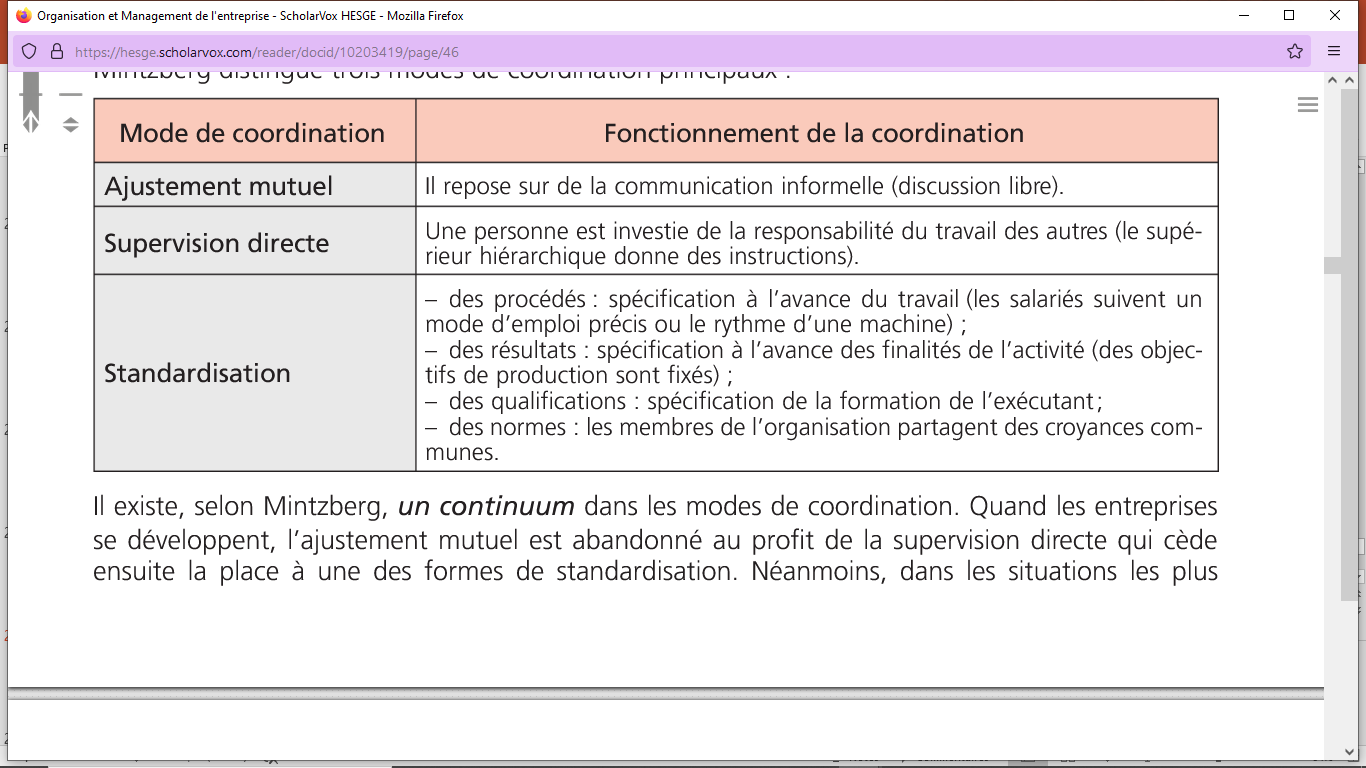 Organisation et Management de l'entreprise - ScholarVox HESGE - Mozilla Firefox
https://hesge.scholarvox.com/reader/docid/10203419/page/46
Mintzberg distingue trois modes de coordination principaux :
Mode de coordination
Fonctionnement de la coordination
Ajustement mutuel
Il repose sur de la communication informelle (discussion libre).
Supervision directe
Une personne est investie de la responsabilité du travail des autres (le supé-
rieur hiérarchique donne des instructions).
Standardisation
– des procédés : spécification à l'avance du travail (les salariés suivent un
mode d'emploi précis ou le rythme d'une machine) ;
– des résultats : spécification à l'avance des finalités de l'activité (des objec-
tifs de production sont fixés) ;
– des qualifications : spécification de la formation de l'exécutant ;
– des normes : les membres de l'organisation partagent des croyances com-
munes.
Il existe, selon Mintzberg, un continuum dans les modes de coordination. Quand les entreprises
se développent, l'ajustement mutuel est abandonné au profit de la supervision directe qui cède
ensuite la place à une des formes de standardisation. Néanmoins, dans les situations les plus